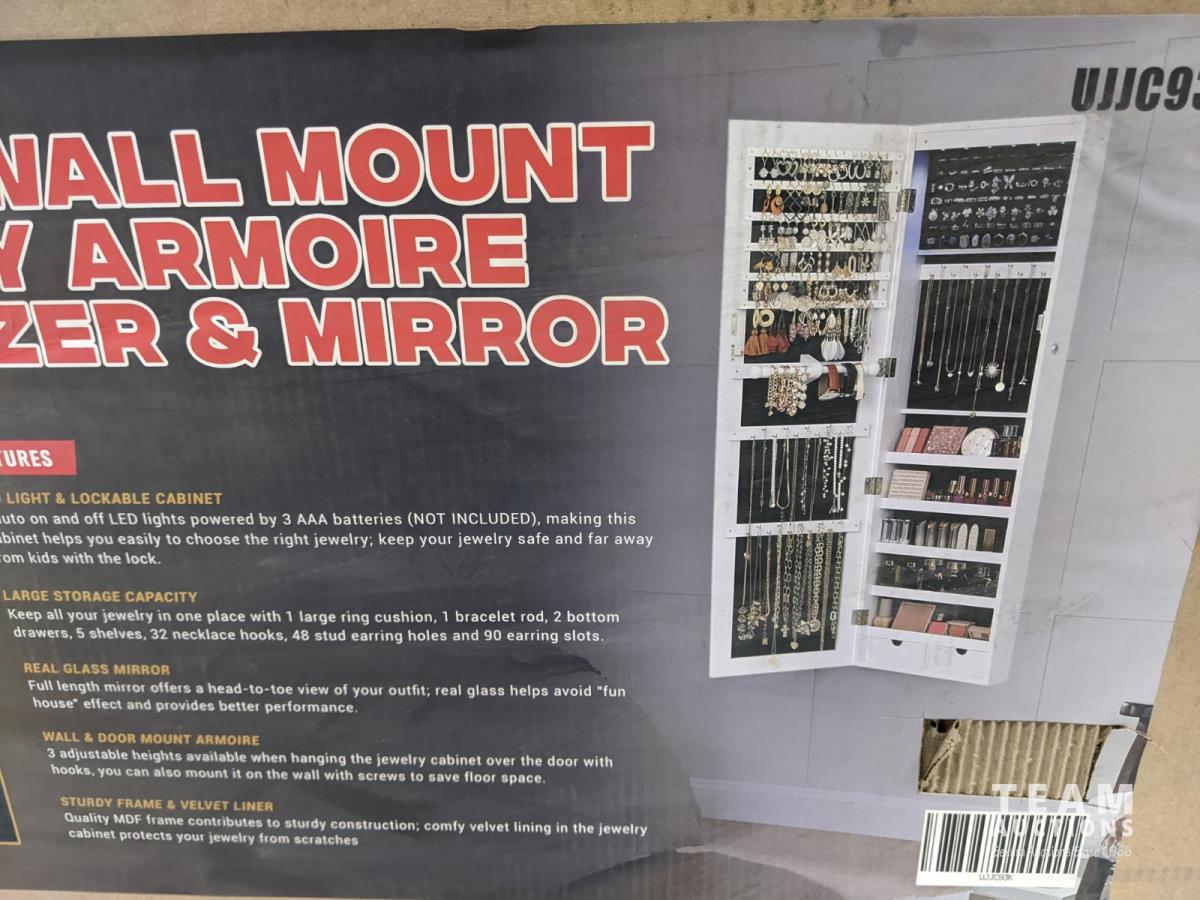 UJJC93
WALL MOUNT
Y ARMOIRE
ZER & MIRROR
TURES
LIGHT & LOCKABLE CABINET
uto on and off LED lights powered by 3 AAA batteries (NOT INCLUDED), making this
abinet helps you easily to choose the right jewelry; keep your jewelry safe and far away
rom kids with the lock.
LARGE STORAGE CAPACITY
Keep all your jewelry in one place with 1 large ring cushion, 1 bracelet rod, 2 bottom
drawers, 5 shelves, 32 necklace hooks, 48 stud earring holes and 90 earring slots.
REAL GLASS MIRROR
Full length mirror offers a head-to-toe view of your outfit; real glass helps avoid "fun
house" effect and provides better performance.
WALL & DOOR MOUNT ARMOIRE
3 adjustable heights available when hanging the jewelry cabinet over the door with
hooks, you can also mount it on the wall with screws to save floor space.
STURDY FRAME & VELVET LINER
Quality MDF frame contributes to sturdy construction; comfy velvet lining in the jewelry
cabinet protects your jewelry from scratches
TEAM
AUCTIONS
UJJC93K